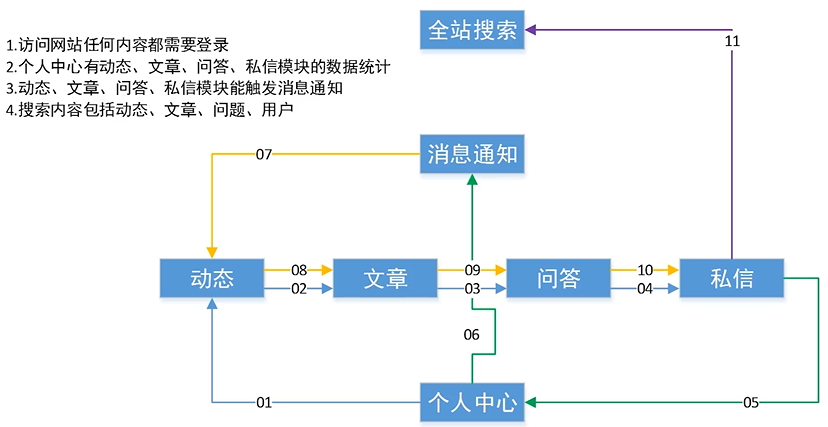 全站搜索
11
1.访问网站任何内容都需要登录
2.个人中心有动态、文章、问答、私信模块的数据统计
3.动态、文章、问答、私信模块能触发消息通知
4.搜索内容包括动态、文章、问题、用户
07
消息通知
动态
08
02
文章
09
03
问答
10
04
私信
06
01
个人中心
05